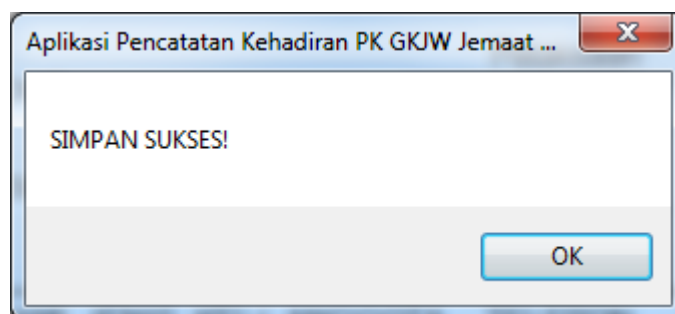 Aplikasi Pencatatan Kehadiran PK GKJW Jemaat ...
SIMPAN SUKSES!
OK